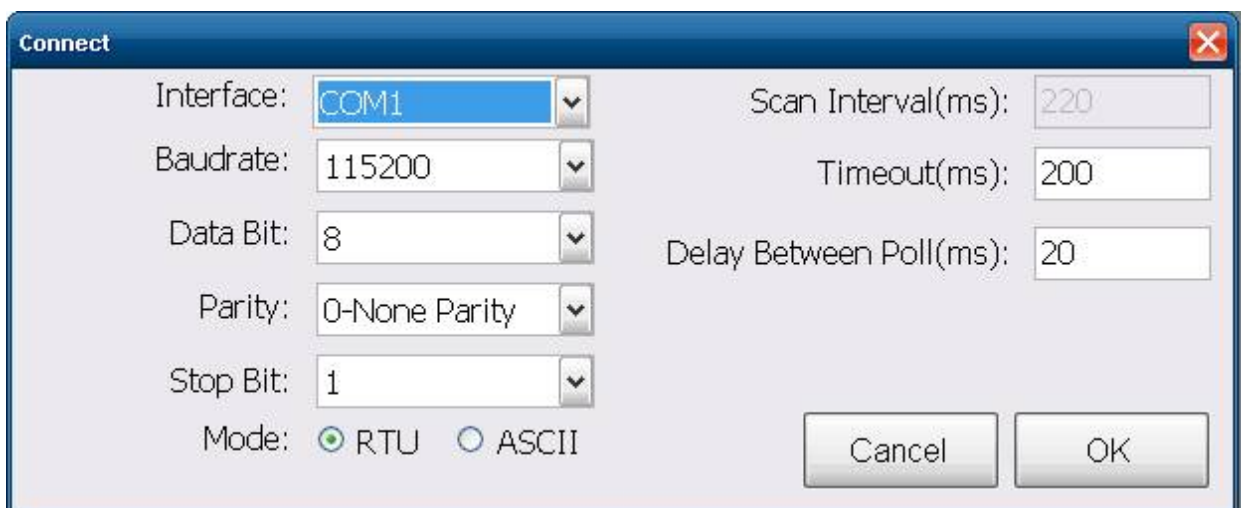 Connect
Interface: COM1
Scan Interval(ms): 220
Baudrate: 115200
Timeout(ms): 200
Data Bit: 8
Delay Between Poll(ms): 20
Parity: 0-None Parity
Stop Bit: 1
Mode: RTU ASCII
Cancel OK